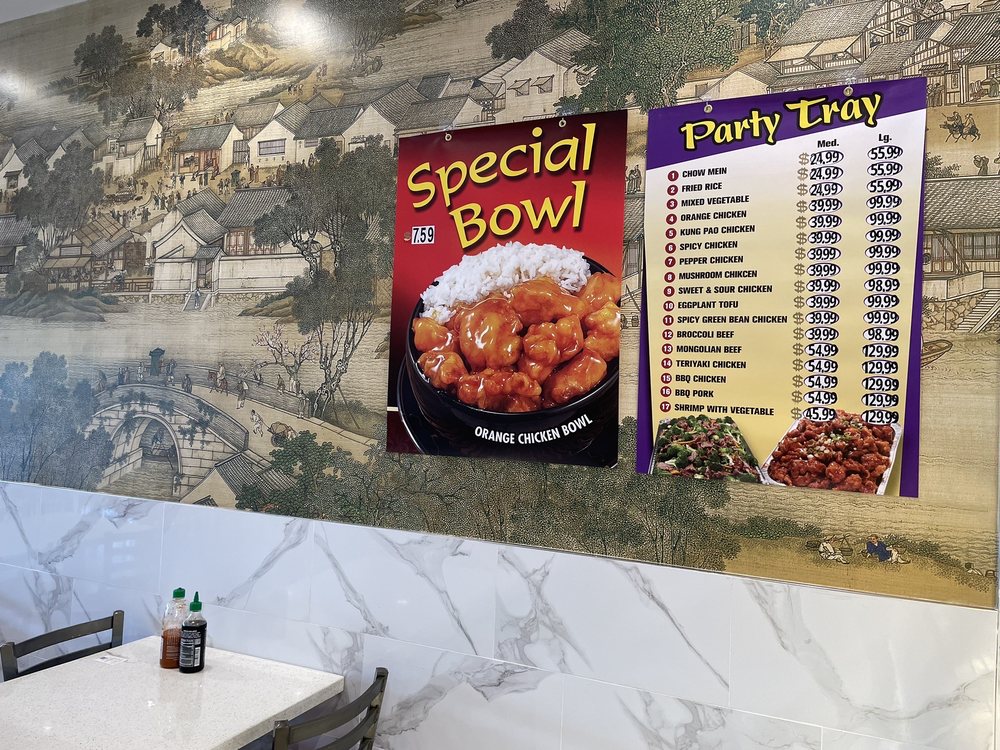 Special
Bowl
7.59
ORANGE CHICKEN BOWL
Party Tray
Med. Lg.
1 CHOW MEIN $24.99 55.99
2 FRIED RICE $24.99 55.99
3 MIXED VEGETABLE $24.99 55.99
4 ORANGE CHICKEN $39.99 99.99
5 KUNG PAO CHICKEN $39.99 99.99
6 SPICY CHICKEN $39.99 99.99
7 PEPPER CHICKEN $39.99 99.99
8 MUSHROOM CHIKCEN $39.99 99.99
9 SWEET & SOUR CHICKEN $39.99 98.99
10 EGGPLANT TOFU $39.99 99.99
11 SPICY GREEN BEAN CHICKEN $39.99 99.99
12 BROCCOLI BEEF $39.99 98.99
13 MONGOLIAN BEEF $54.99 129.99
14 TERIYAKI CHICKEN $54.99 129.99
15 BBQ CHICKEN $54.99 129.99
16 BBQ PORK $54.99 129.99
17 SHRIMP WITH VEGETABLE $45.99 129.99